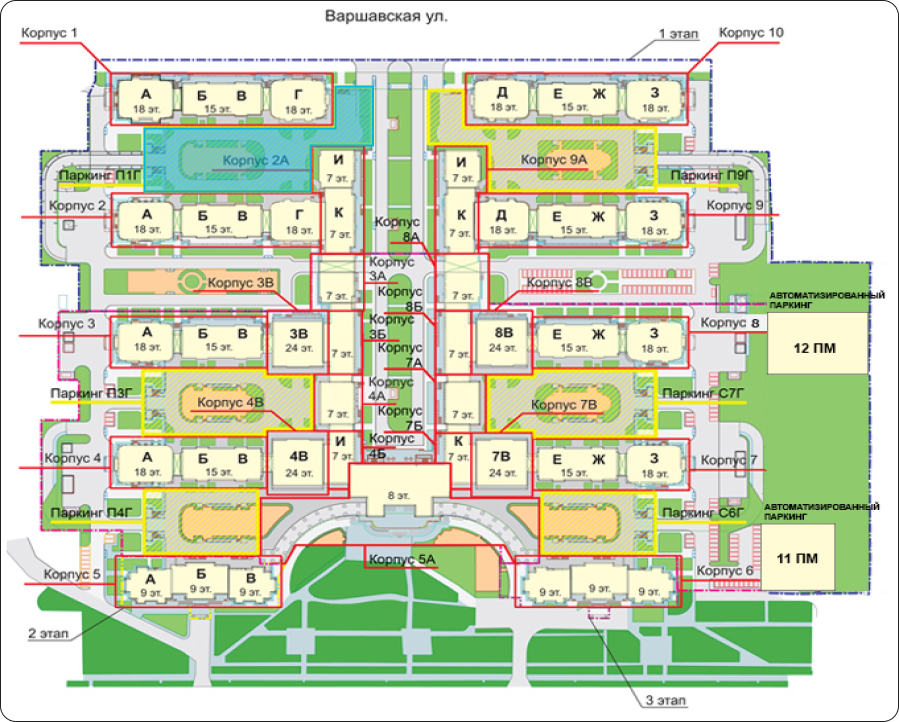 Варшавская ул.
Корпус 1
1 этап
Корпус 10
А
18 эт.
Б В
15 эт.
Г
18 эт.
Д
18 эт.
Е Ж
15 эт.
З
18 эт.
Корпус 2А
И
7 эт.
И
7 эт.
Корпус 9А
Паркинг П1Г
Паркинг П9Г
Корпус 2
Корпус 9
А
18 эт.
Б В
15 эт.
Г
18 эт.
К
7 эт.
Корпус
8А
К
7 эт.
Д
18 эт.
Е Ж
15 эт.
З
18 эт.
Корпус 3В
7 эт.
Корпус
3А
7 эт.
Корпус 8В
Корпус
8Б
АВТОМАТИЗИРОВАННЫЙ
ПАРКИНГ
Корпус 3
Корпус 8
А
18 эт.
Б В
15 эт.
3В
24 эт.
7 эт.
Корпус
3Б
Корпус
7А
7 эт.
8В
24 эт.
Е Ж
15 эт.
З
18 эт.
12 ПМ
Паркинг П3Г
Паркинг С7Г
Корпус 4В
7 эт.
Корпус
4А
Корпус
7Б
7 эт.
Корпус 7В
Корпус 4
Корпус 7
А
18 эт.
Б В
15 эт.
4В
24 эт.
И
7 эт.
Корпус
4Б
К
7 эт.
7В
24 эт.
Е Ж
15 эт.
З
18 эт.
8 эт.
Паркинг П4Г
Паркинг С6Г
АВТОМАТИЗИРОВАННЫЙ
ПАРКИНГ
11 ПМ
Корпус 5А
Корпус 5
Корпус 6
А
9 эт.
Б
9 эт.
В
9 эт.
9 эт.
9 эт.
9 эт.
2 этап
3 этап